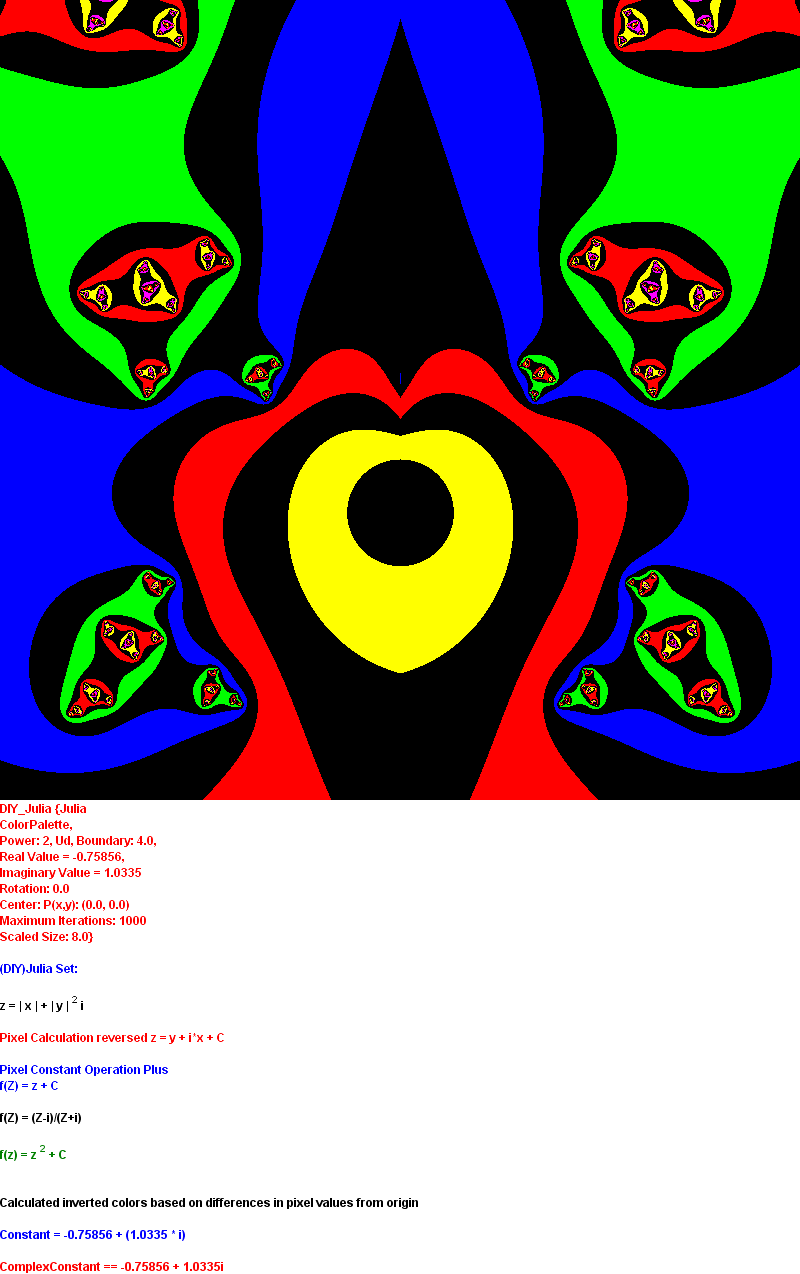 DIY_Julia {Julia
ColorPalette,
Power: 2, Ud, Boundary: 4.0,
Real Value = -0.75856,
Imaginary Value = 1.0335
Rotation: 0.0
Center: P(x,y): (0.0, 0.0)
Maximum Iterations: 1000
Scaled Size: 8.0}
(DIY)Julia Set:
z = | x | + | y | ² i
Pixel Calculation reversed z = y + i*x + C
Pixel Constant Operation Plus
f(Z) = z + C
f(Z) = (Z-i)/(Z+i)
f(z) = z ² + C
Calculated inverted colors based on differences in pixel values from origin
Constant = -0.75856 + (1.0335 * i)
ComplexConstant == -0.75856 + 1.0335i